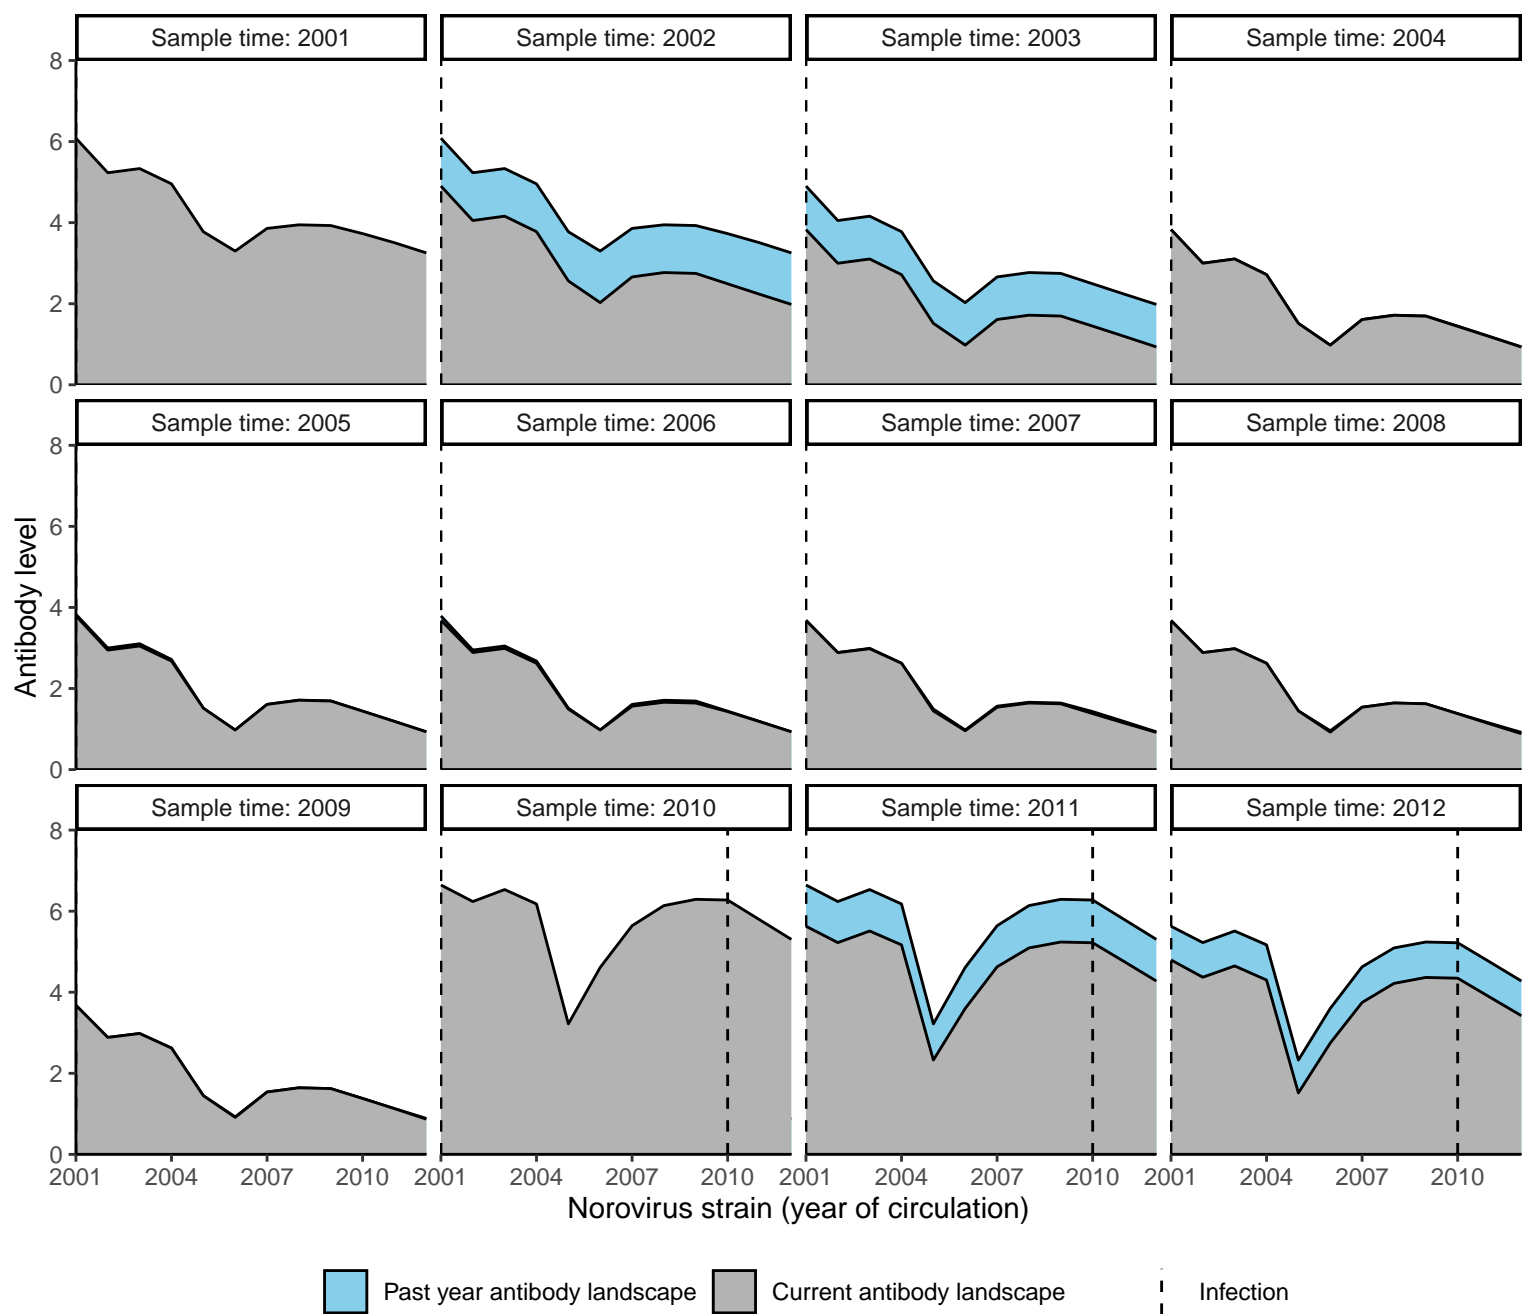 Sample time: 2001
Sample time: 2002
Sample time: 2003
Sample time: 2004
8
6
4
2
0
Sample time: 2005
Sample time: 2006
Sample time: 2007
Sample time: 2008
8
6
4
2
0
Antibody level
Sample time: 2009
Sample time: 2010
Sample time: 2011
Sample time: 2012
8
6
4
2
0
2001 2004 2007 2010
2001 2004 2007 2010
2001 2004 2007 2010
2001 2004 2007 2010
Norovirus strain (year of circulation)
Past year antibody landscape
Current antibody landscape
Infection